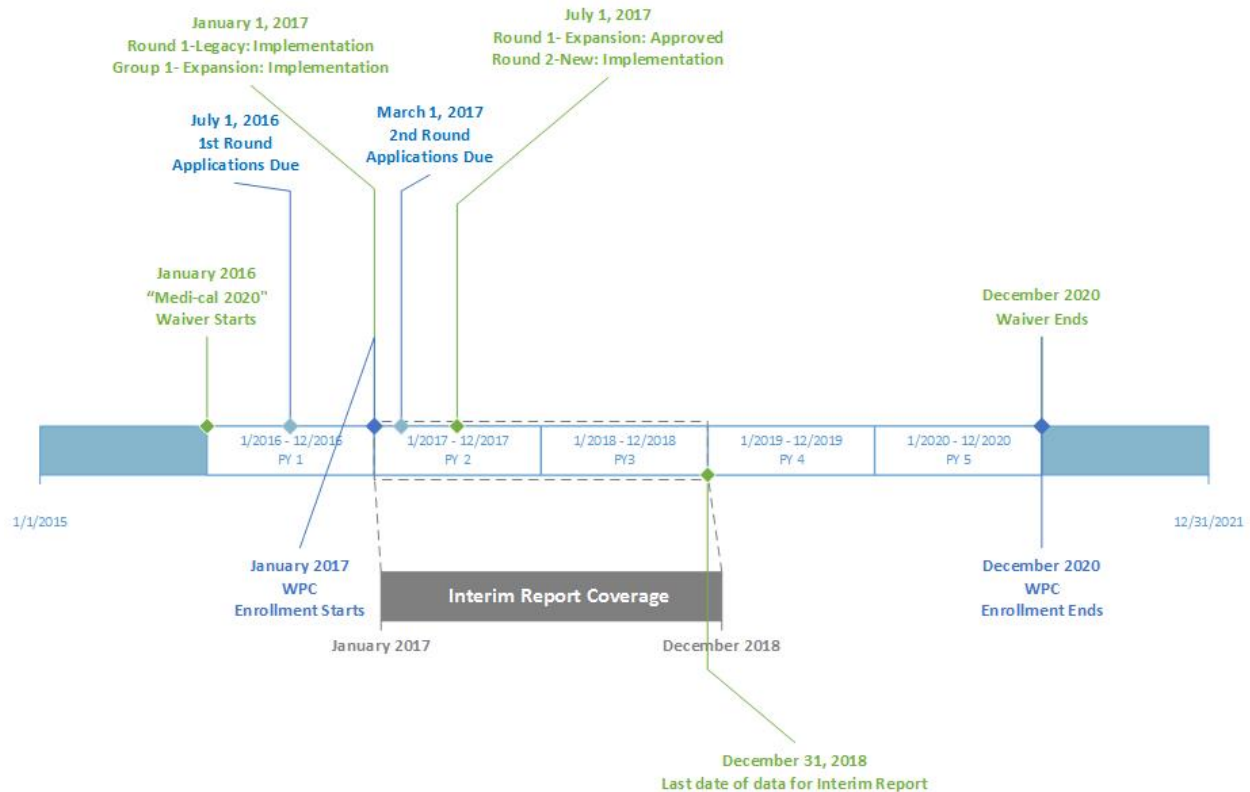 January 1, 2017
Round 1-Legacy: Implementation
Group 1- Expansion: Implementation
July 1, 2017
Round 1- Expansion: Approved
Round 2-New: Implementation
July 1, 2016
1st Round
Applications Due
March 1, 2017
2nd Round
Applications Due
January 2016
“Medi-cal 2020"
Waiver Starts
December 2020
Waiver Ends
1/2016 - 12/2016
PY 1
1/2017 - 12/2017
PY 2
1/2018 - 12/2018
PY3
1/2019 - 12/2019
PY 4
1/2020 - 12/2020
PY 5
1/1/2015
12/31/2021
January 2017
WPC
Enrollment Starts
December 2020
WPC
Enrollment Ends
Interim Report Coverage
January 2017
December 2018
December 31, 2018
Last date of data for Interim Report